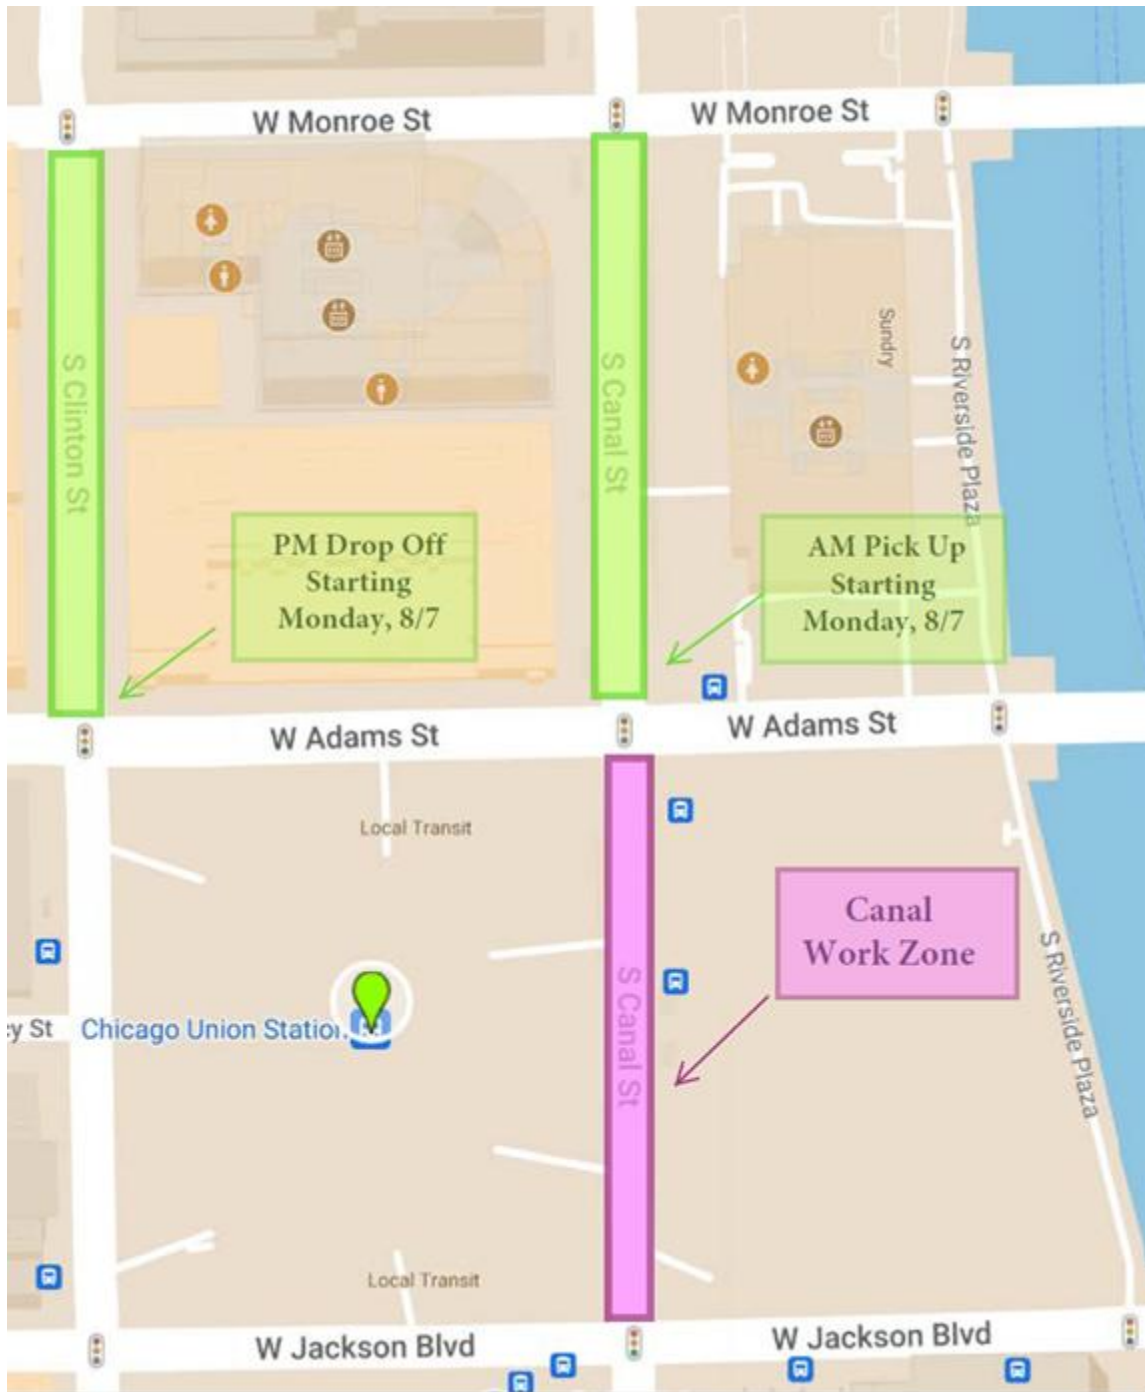 W Monroe St
W Monroe St
S Clinton St
S Canal St
Sundry
S Riverside Plaza
PM Drop Off
Starting
Monday, 8/7
AM Pick Up
Starting
Monday, 8/7
W Adams St
W Adams St
Local Transit
Canal
Work Zone
S Canal St
S Riverside Plaza
cy St
Chicago Union Station
Local Transit
W Jackson Blvd
W Jackson Blvd